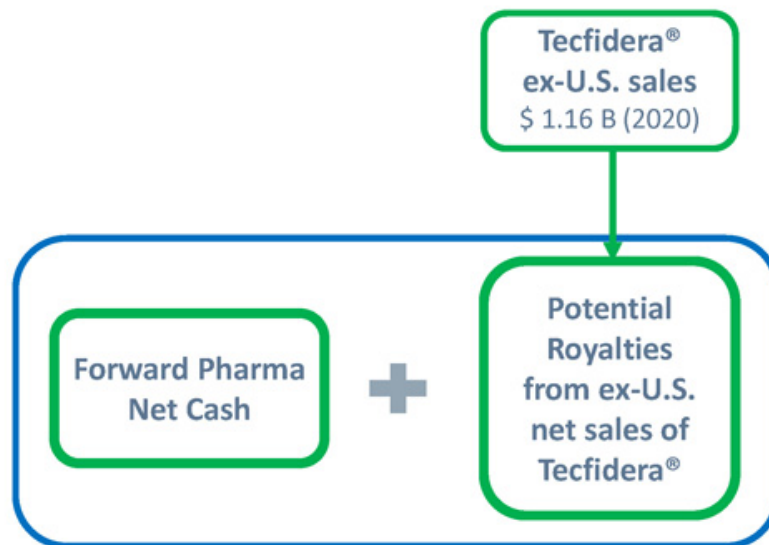 Tecfidera®
ex-U.S. sales
$ 1.16 B (2020)
Forward Pharma
Net Cash
Potential
Royalties
from ex-U.S.
net sales of
Tecfidera®